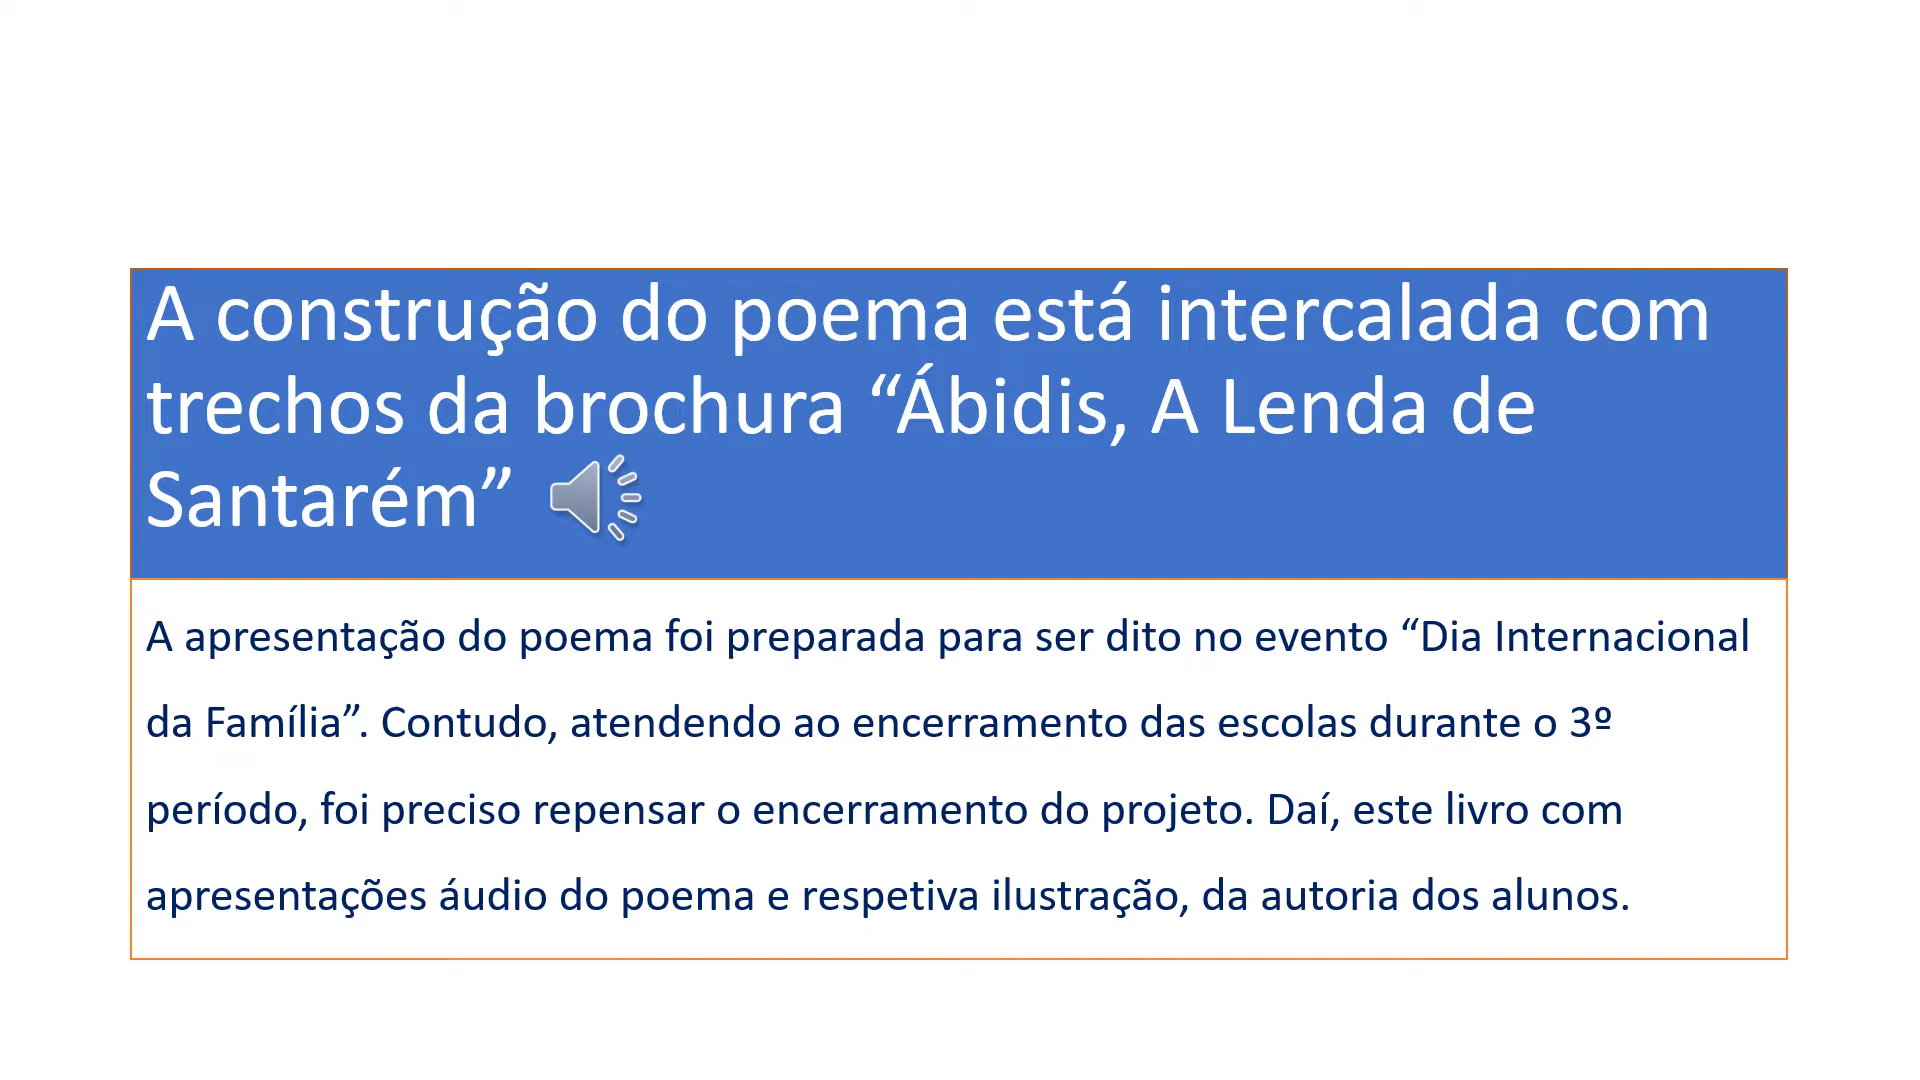 A construção do poema está intercalada com
trechos da brochura “Ábidis, A Lenda de
Santarém”
A apresentação do poema foi preparada para ser dito no evento “Dia Internacional
da Família”. Contudo, atendendo ao encerramento das escolas durante o 3º
período, foi preciso repensar o encerramento do projeto. Daí, este livro com
apresentações áudio do poema e respetiva ilustração, da autoria dos alunos.